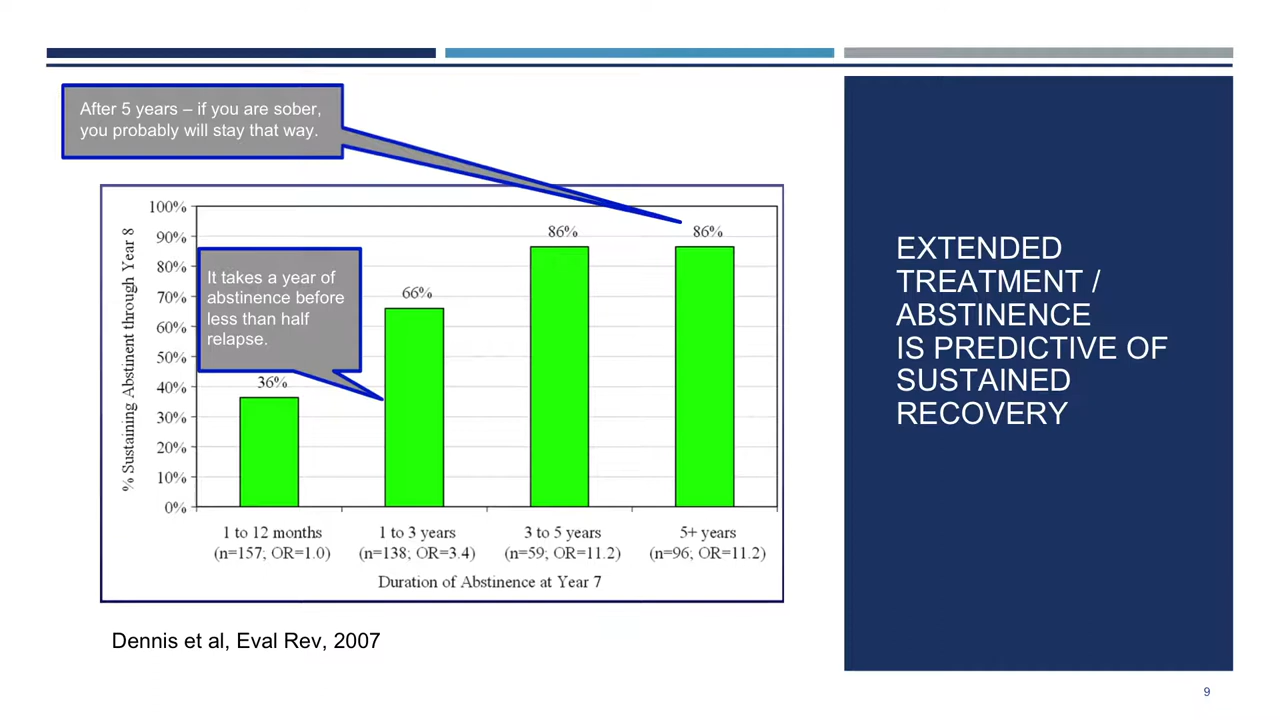 After 5 years – if you are sober,
you probably will stay that way.
% Sustaining Abstinent through Year 8
100%
90%
80%
70%
60%
50%
40%
30%
20%
10%
0%
It takes a year of
abstinence before
less than half
relapse.
36%
66%
86%
86%
1 to 12 months
(n=157; OR=1.0)
1 to 3 years
(n=138; OR=3.4)
3 to 5 years
(n=59; OR=11.2)
5+ years
(n=96; OR=11.2)
Duration of Abstinence at Year 7
Dennis et al, Eval Rev, 2007
EXTENDED
TREATMENT /
ABSTINENCE
IS PREDICTIVE OF
SUSTAINED
RECOVERY
9